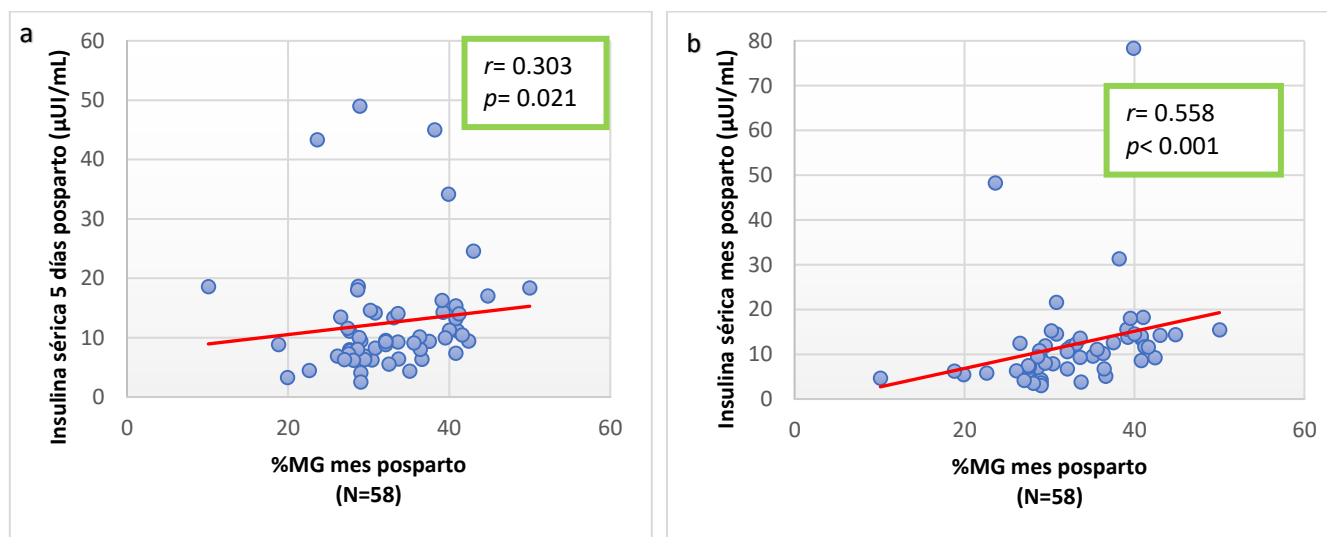 a
60
50
40
30
20
10
0
0 20 40 60
Insulina sérica 5 días posparto (µUI/mL)
r= 0.303
p= 0.021
%MG mes posparto
(N=58)
b
80
70
60
50
40
30
20
10
0
0 20 40 60
Insulina sérica mes posparto (µUI/mL)
r= 0.558
p< 0.001
%MG mes posparto
(N=58)